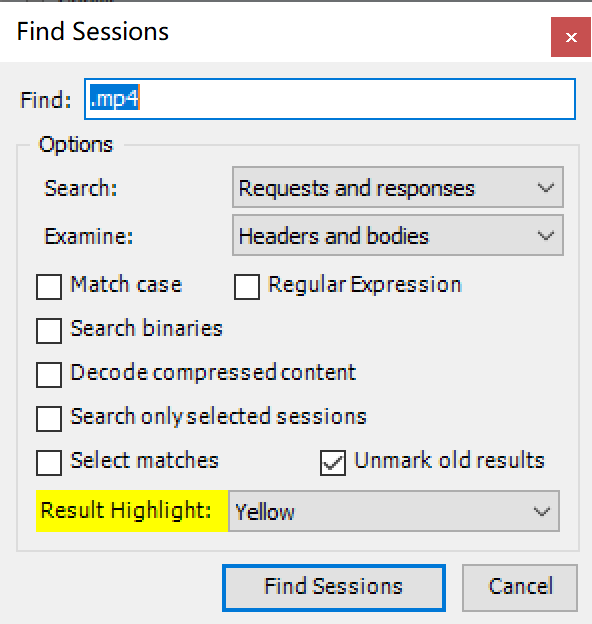 Find Sessions
×
Find: .mp4
Options
Search: Requests and responses
Examine: Headers and bodies
Match case Regular Expression
Search binaries
Decode compressed content
Search only selected sessions
Select matches Unmark old results
Result Highlight: Yellow
Find Sessions Cancel